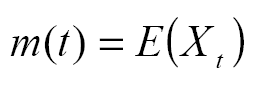 m(t) = E(X_t)